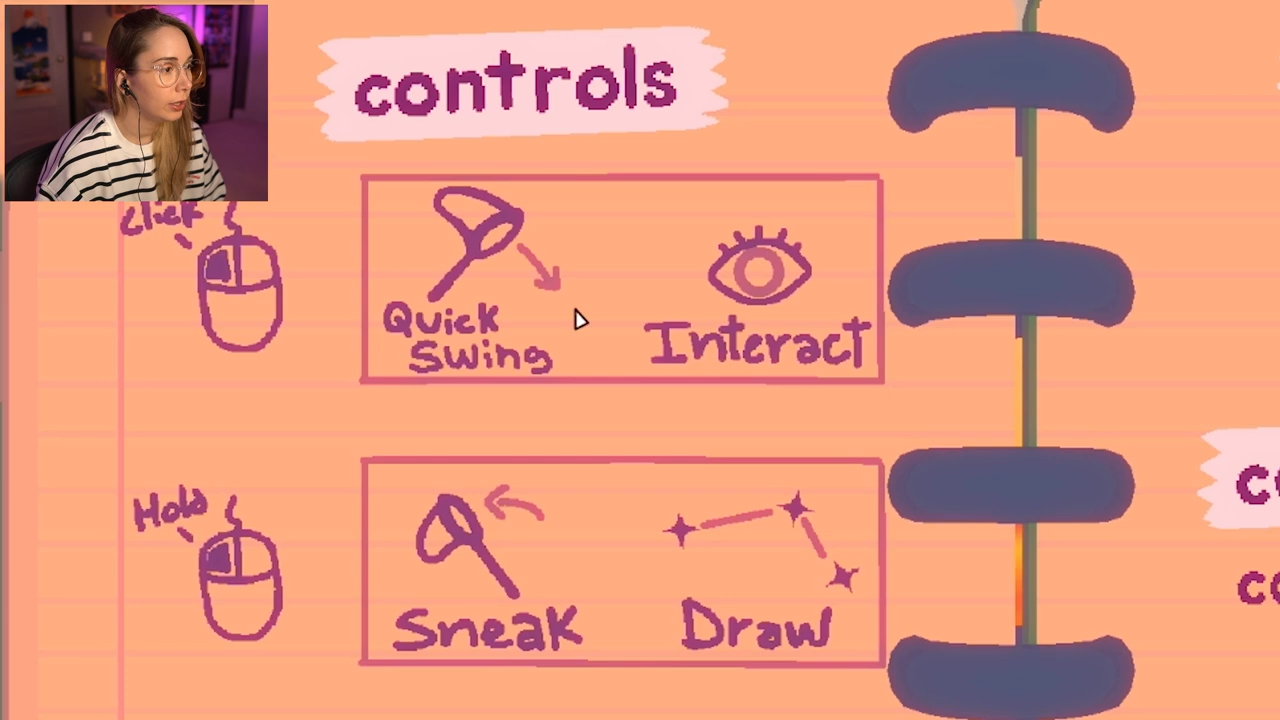 controls
Click
Quick
Swing
Interact
Hold
Sneak
Draw